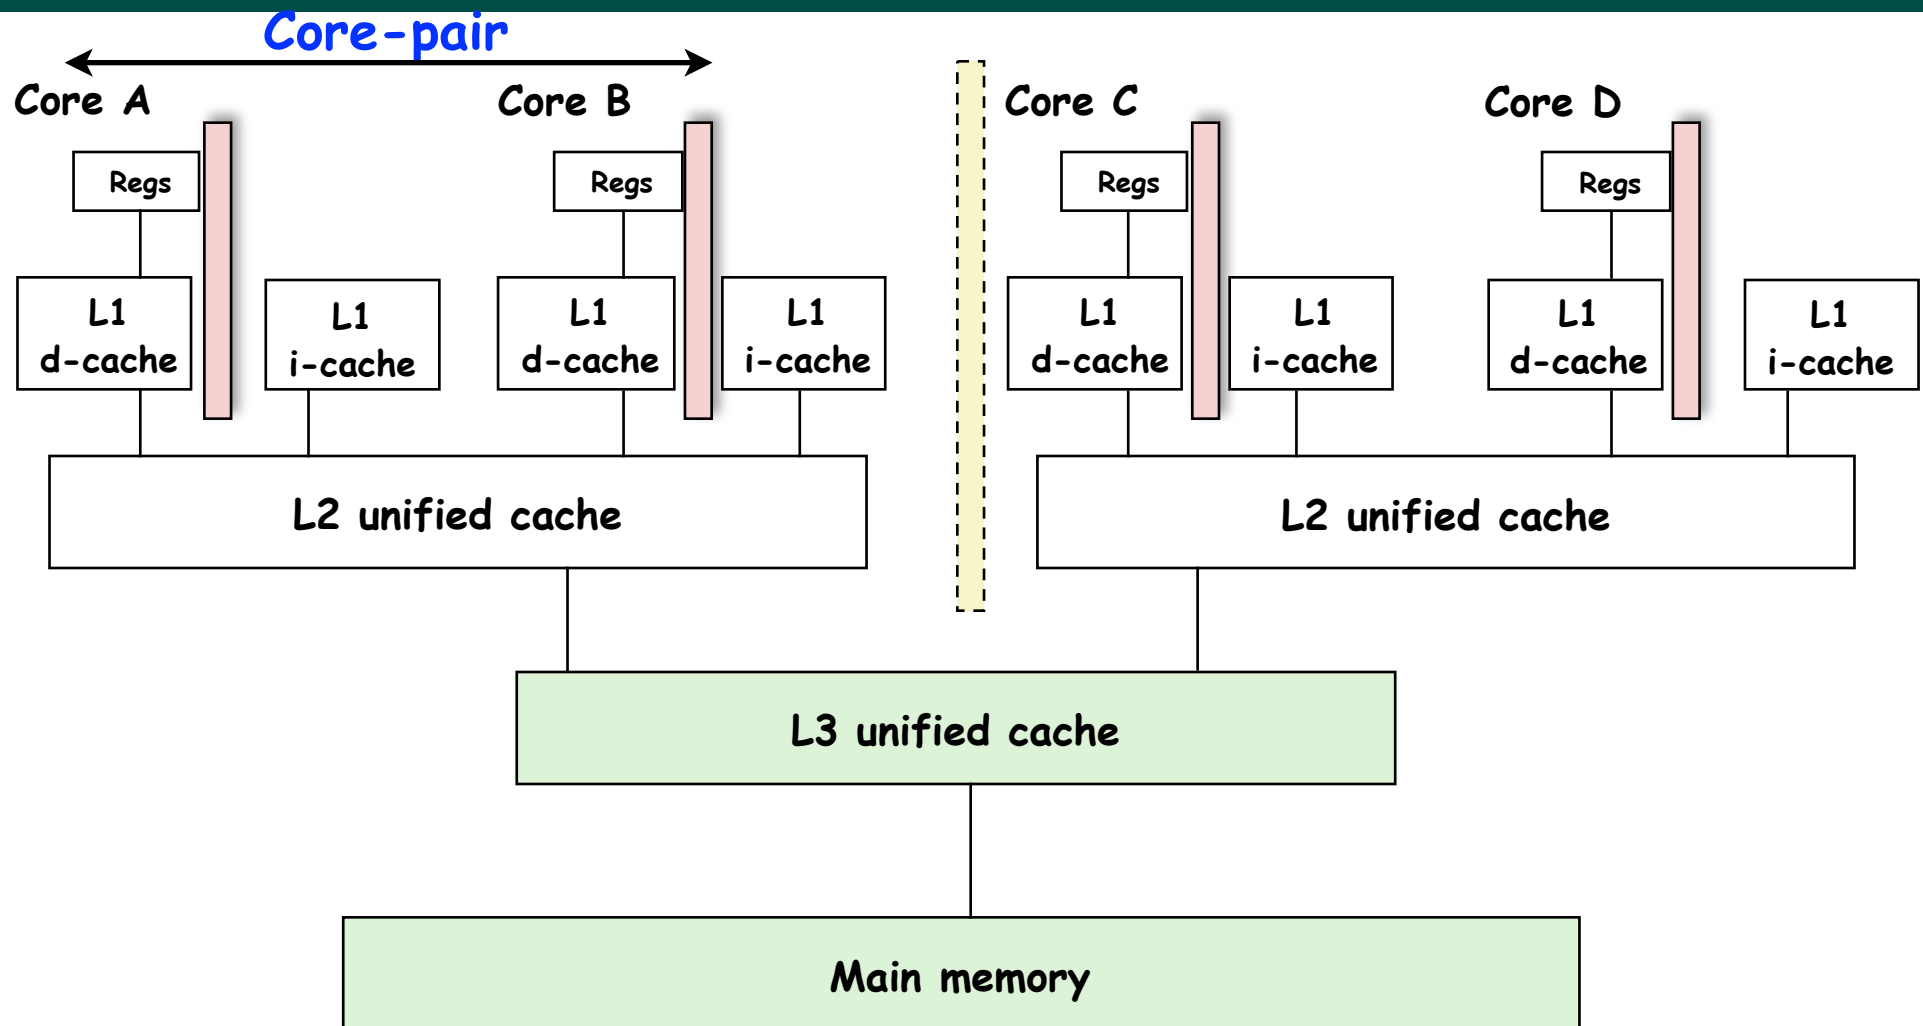 Core-pair
Core A
Core B
Core C
Core D
Regs
Regs
Regs
Regs
L1
d-cache
L1
i-cache
L1
d-cache
L1
i-cache
L1
d-cache
L1
i-cache
L1
d-cache
L1
i-cache
L2 unified cache
L2 unified cache
L3 unified cache
Main memory